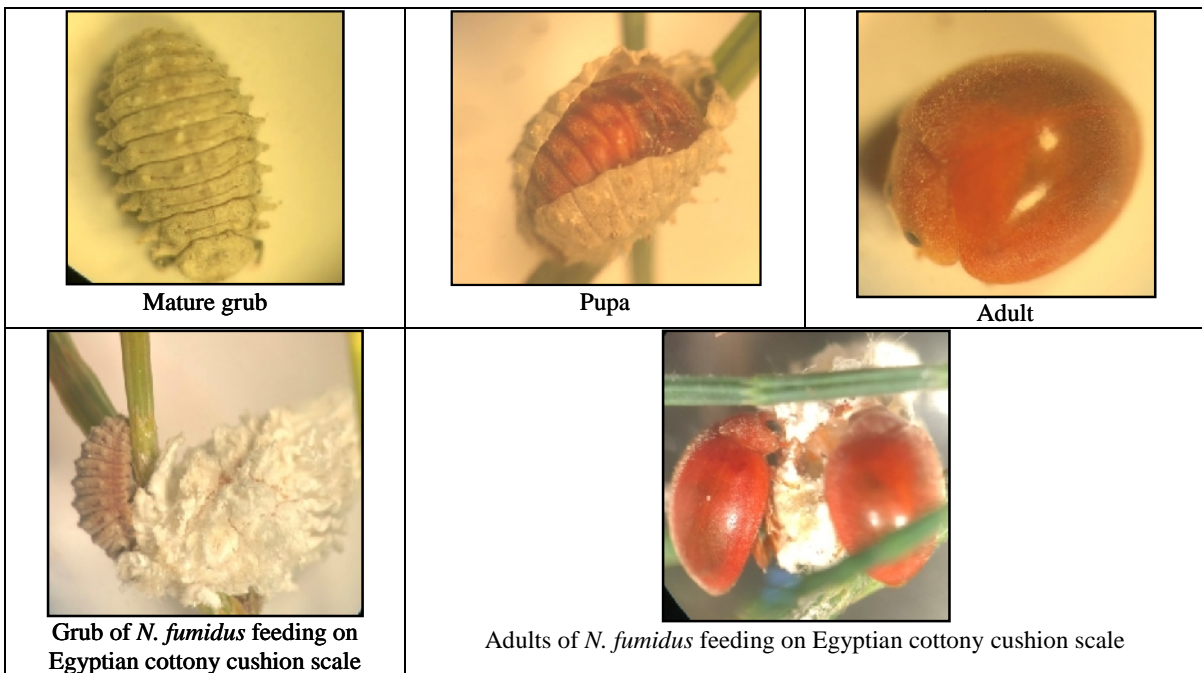 Mature grub
Pupa
Adult
Grub of N. fumidus feeding on
Egyptian cottony cushion scale
Adults of N. fumidus feeding on Egyptian cottony cushion scale